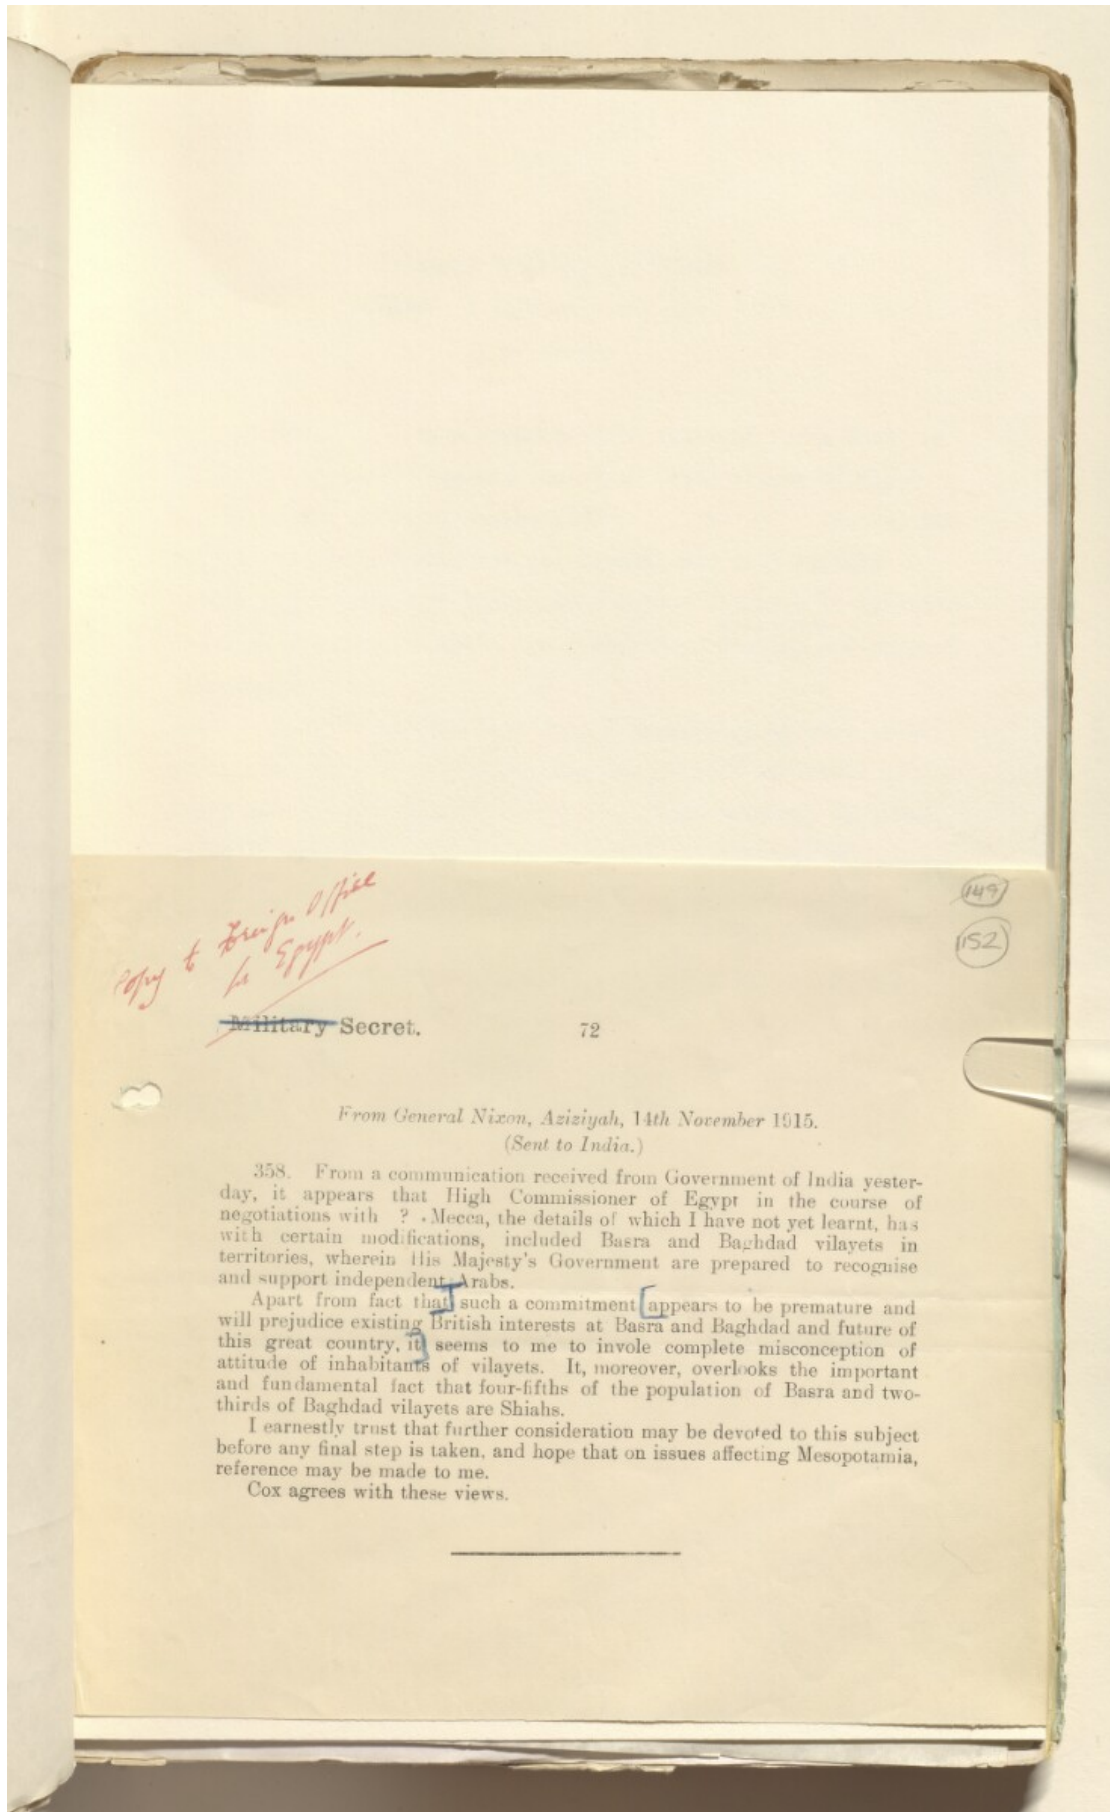 149
152
Copy to Foreign Office
for Egypt.
Military Secret.
72
From General Nixon, Aziziyah, 14th November 1915.
(Sent to India.)
358. From a communication received from Government of India yester-
day, it appears that High Commissioner of Egypt in the course of
negotiations with ? . Mecca, the details of which I have not yet learnt, has
with certain modifications, included Basra and Baghdad vilayets in
territories, wherein His Majesty's Government are prepared to recognise
and support independent Arabs.
Apart from fact that] such a commitment [appears to be premature and
will prejudice existing British interests at Basra and Baghdad and future of
this great country, it] seems to me to invole complete misconception of
attitude of inhabitants of vilayets. It, moreover, overlooks the important
and fundamental fact that four-fifths of the population of Basra and two-
thirds of Baghdad vilayets are Shiahs.
I earnestly trust that further consideration may be devoted to this subject
before any final step is taken, and hope that on issues affecting Mesopotamia,
reference may be made to me.
Cox agrees with these views.